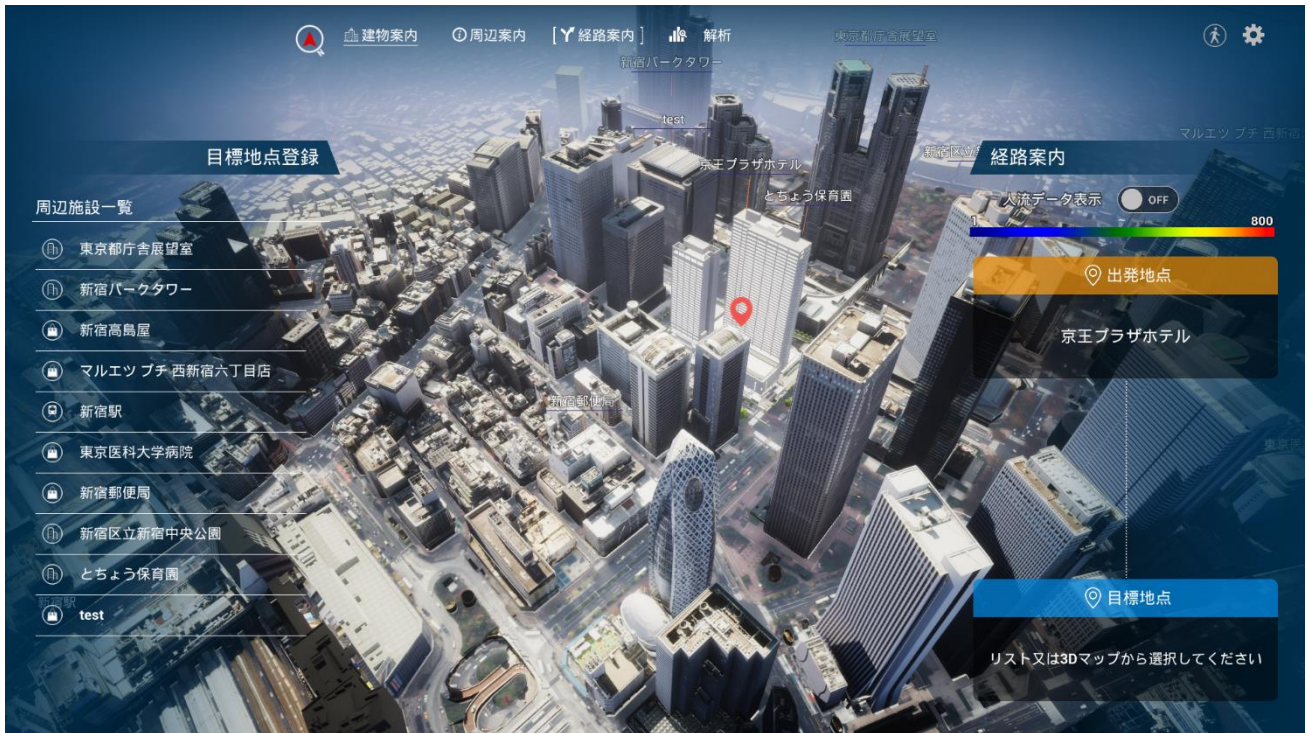 建物案内
周辺案内
[経路案内]
解析
東京都庁舎展望室
新宿パークタワー
test
マルエツ プチ 西新宿
京王プラザホテル
新宿区立
とちょう保育園
新宿郵便局
新宿駅
東京医
目標地点登録
周辺施設一覧
東京都庁舎展望室
新宿パークタワー
新宿高島屋
マルエツ プチ 西新宿六丁目店
新宿駅
東京医科大学病院
新宿郵便局
新宿区立新宿中央公園
とちょう保育園
test
経路案内
人流データ表示
OFF
1
800
出発地点
京王プラザホテル
目標地点
リスト又は3Dマップから選択してください